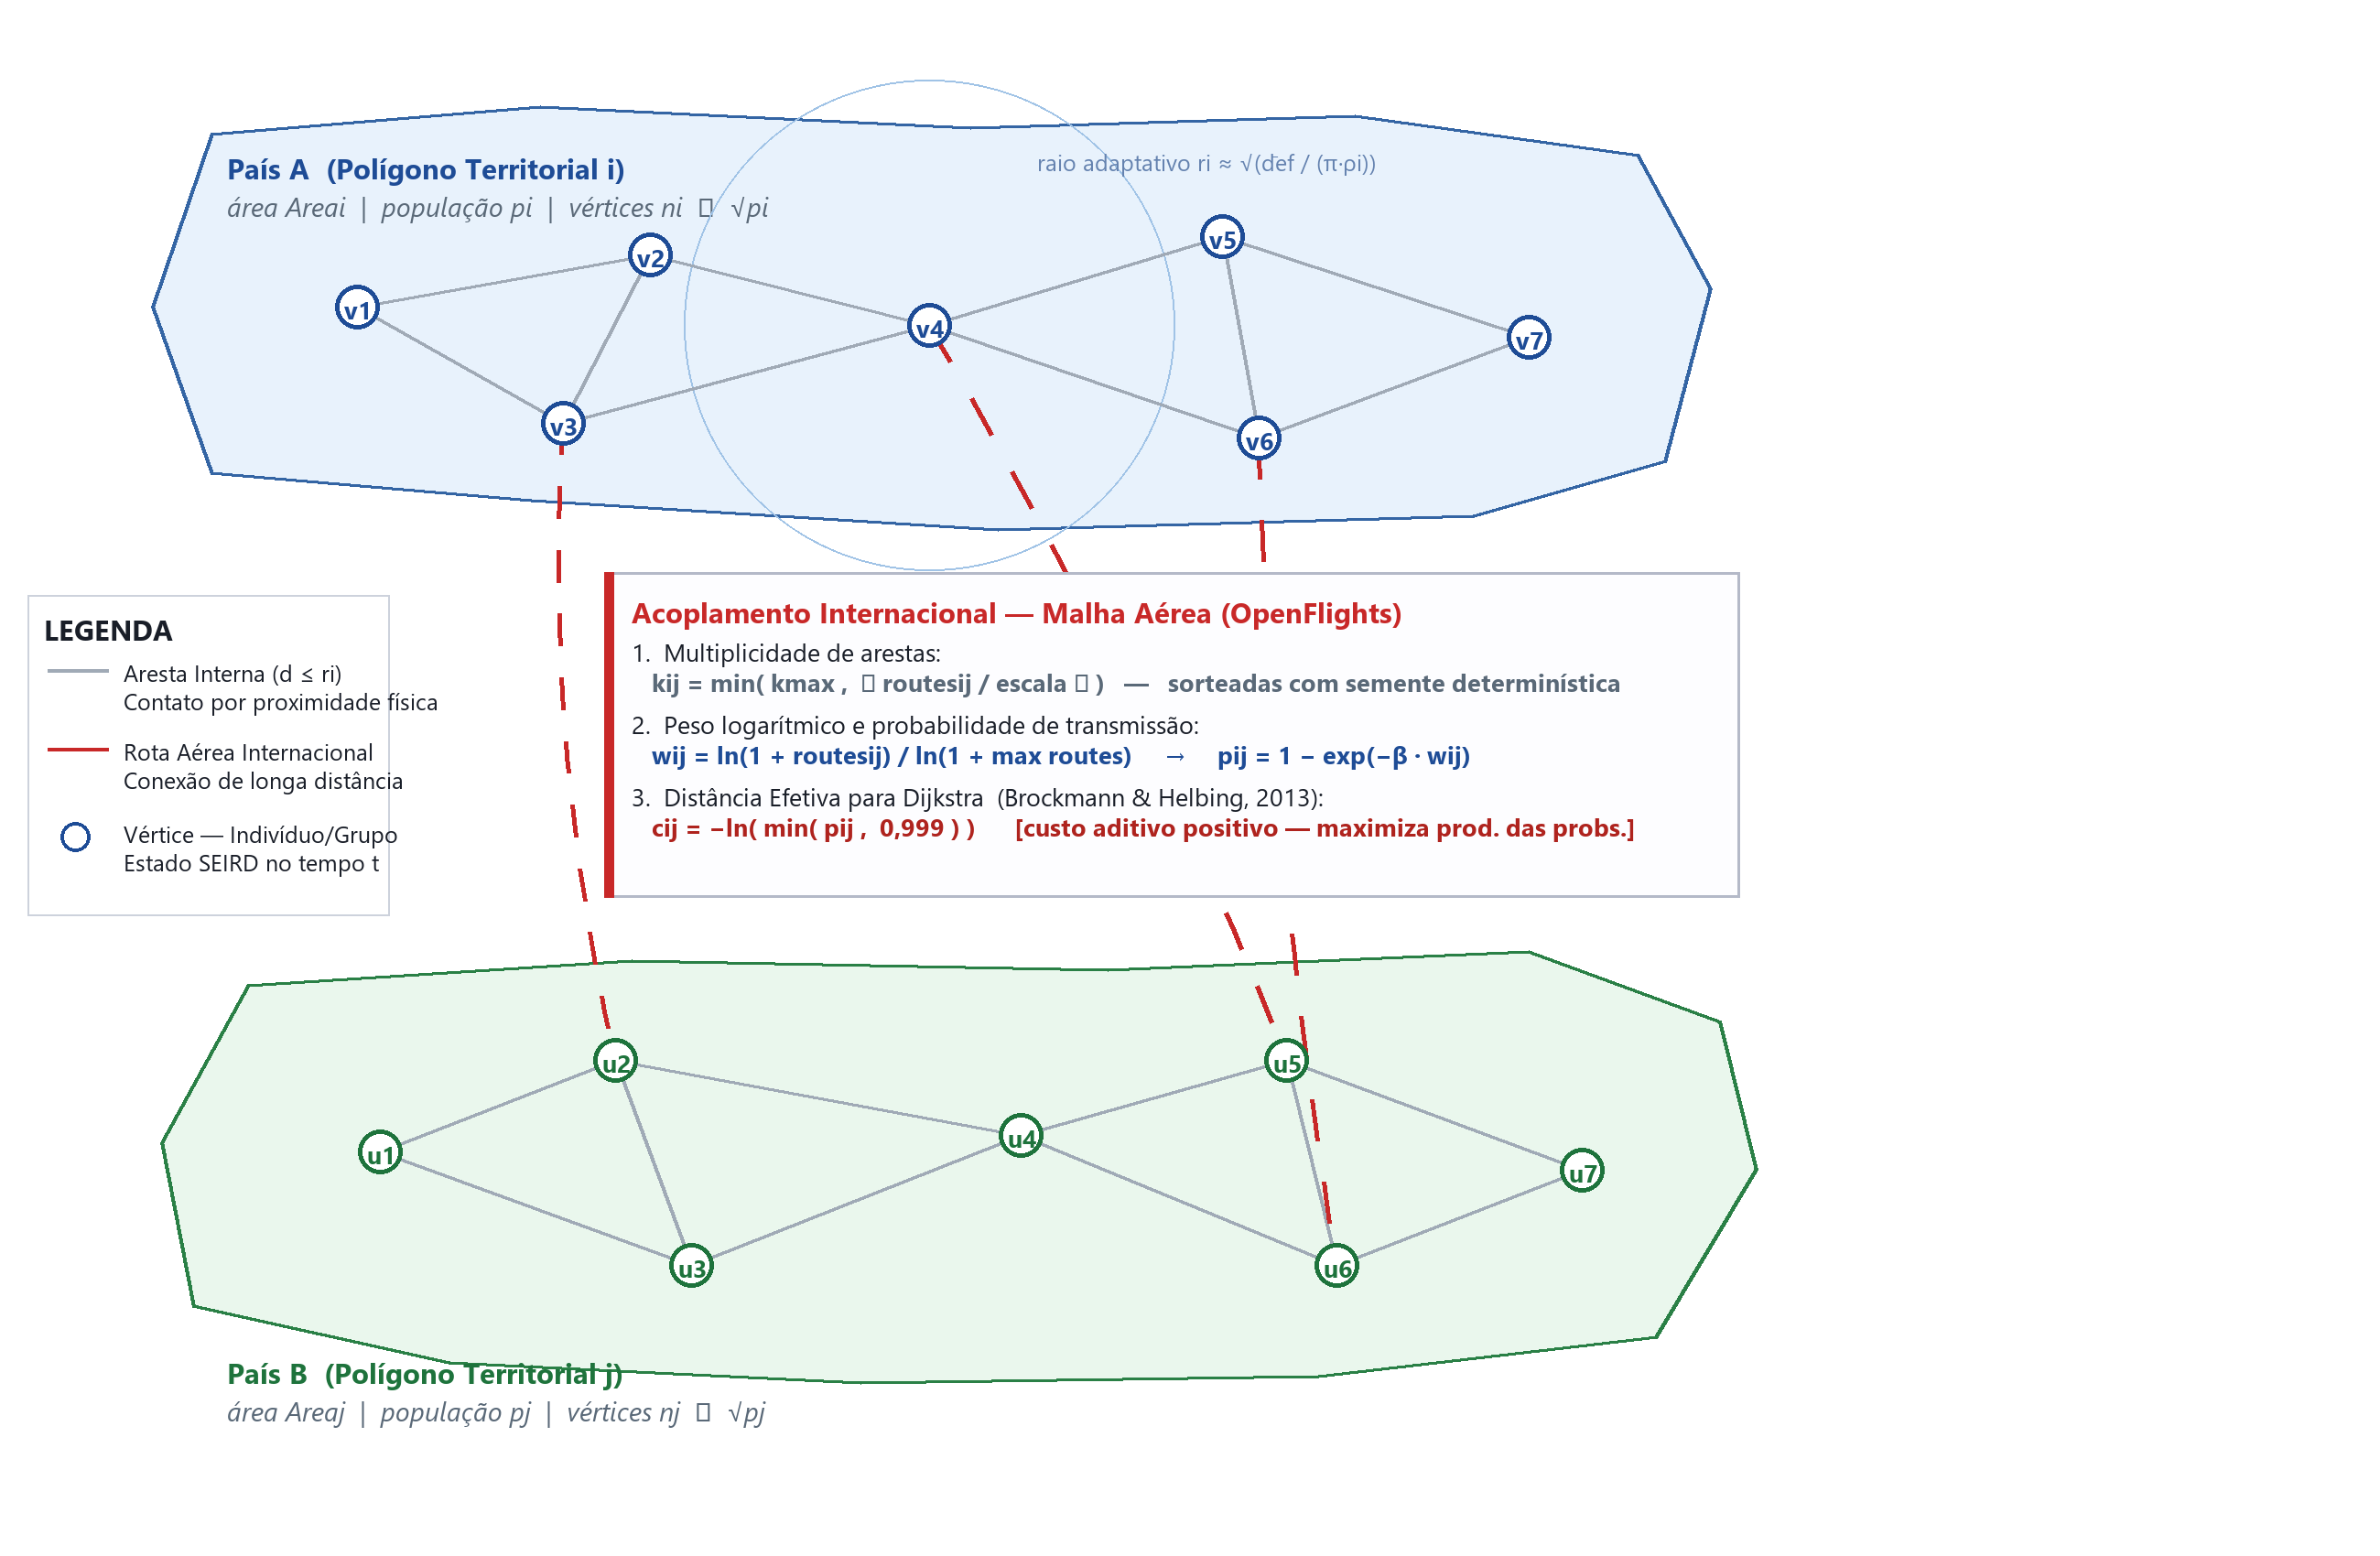 País A  (Polígono Territorial i)
raio adaptativo ri ≈ √(d̄ef / (π·ρi))
área Areai  |  população pi  |  vértices ni  □  √pi
v5
v2
v1
v4
v7
v3
v6
LEGENDA
Aresta Interna (d ≤ ri)
Contato por proximidade física
Rota Aérea Internacional
Conexão de longa distância
Vértice — Indivíduo/Grupo
Estado SEIRD no tempo t
Acoplamento Internacional — Malha Aérea (OpenFlights)
1.  Multiplicidade de arestas:
kij = min( kmax ,  □ routesij / escala □ )   —   sorteadas com semente determinística
2.  Peso logarítmico e probabilidade de transmissão:
wij = ln(1 + routesij) / ln(1 + max routes)   →   pij = 1 − exp(−β · wij)
3.  Distância Efetiva para Dijkstra  (Brockmann & Helbing, 2013):
cij = −ln( min( pij ,  0,999 ) )     [custo aditivo positivo — maximiza prod. das probs.]
u2
u5
u4
u1
u7
u3
u6
País B  (Polígono Territorial j)
área Areaj  |  população pj  |  vértices nj  □  √pj